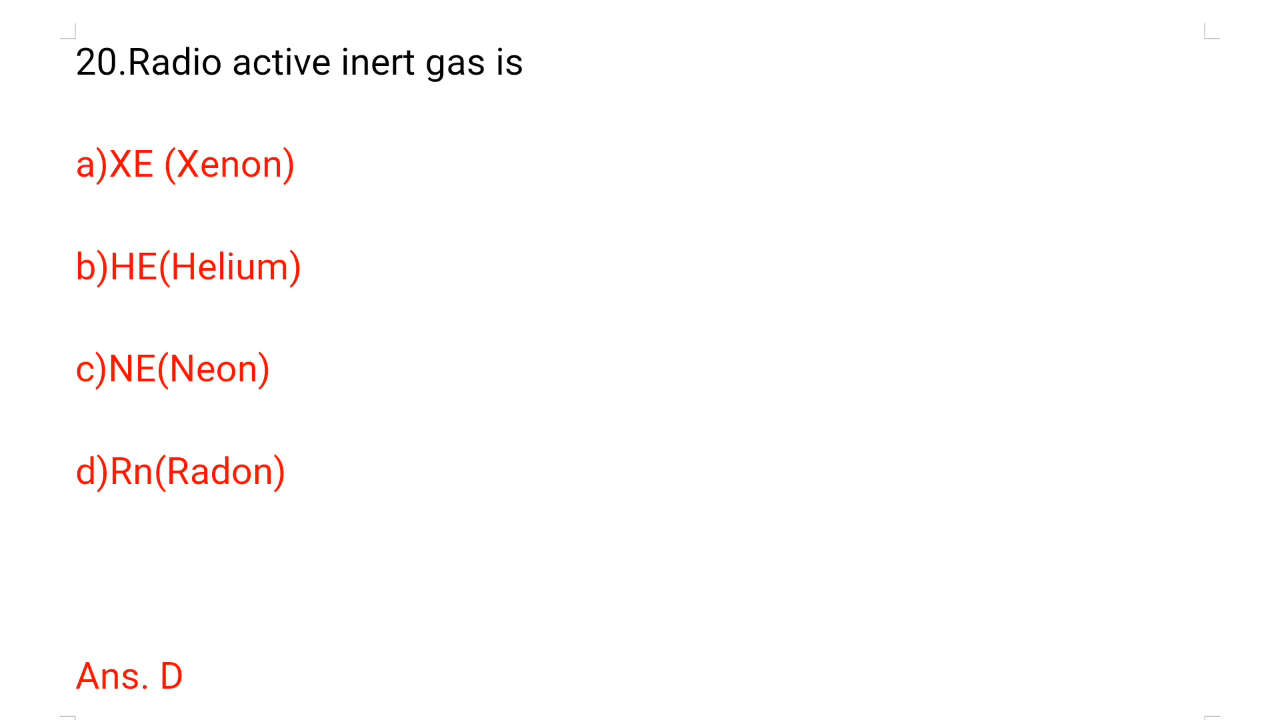 20.Radio active inert gas is
a)XE (Xenon)
b)HE(Helium)
c)NE(Neon)
d)Rn(Radon)
Ans. D